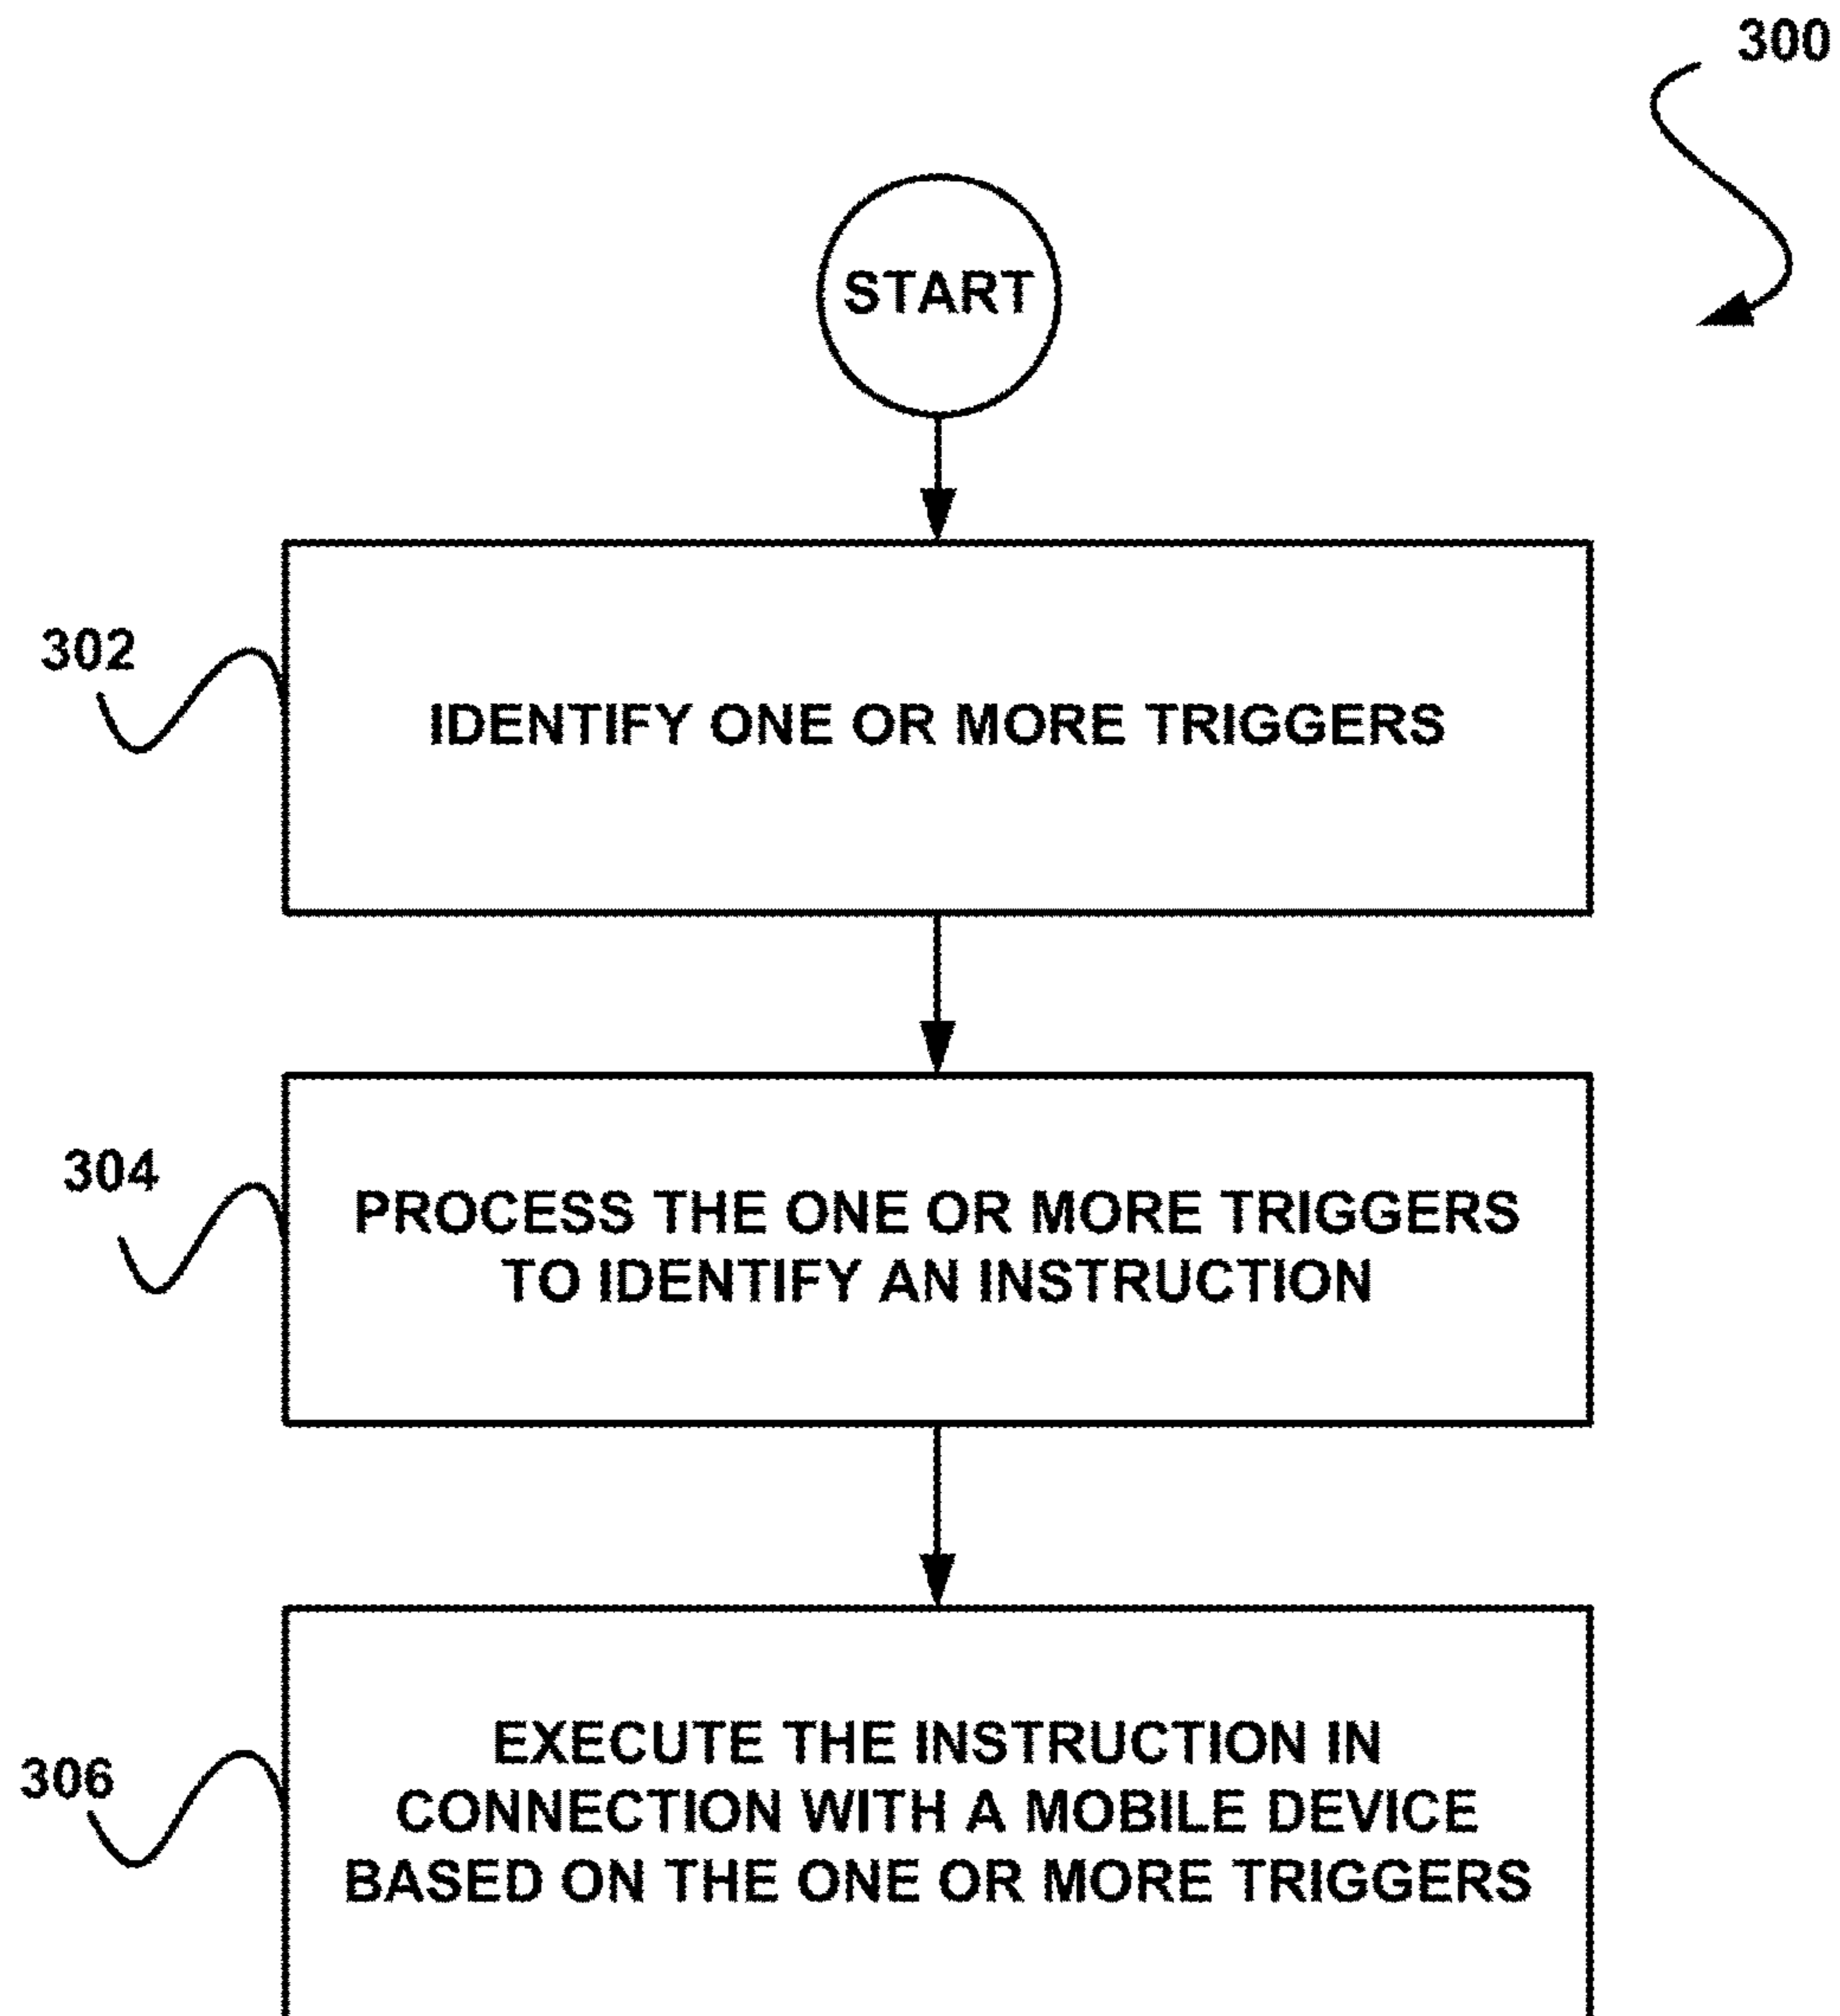 300
START
302
IDENTIFY ONE OR MORE TRIGGERS
304
PROCESS THE ONE OR MORE TRIGGERS
TO IDENTIFY AN INSTRUCTION
306
EXECUTE THE INSTRUCTION IN
CONNECTION WITH A MOBILE DEVICE
BASED ON THE ONE OR MORE TRIGGERS